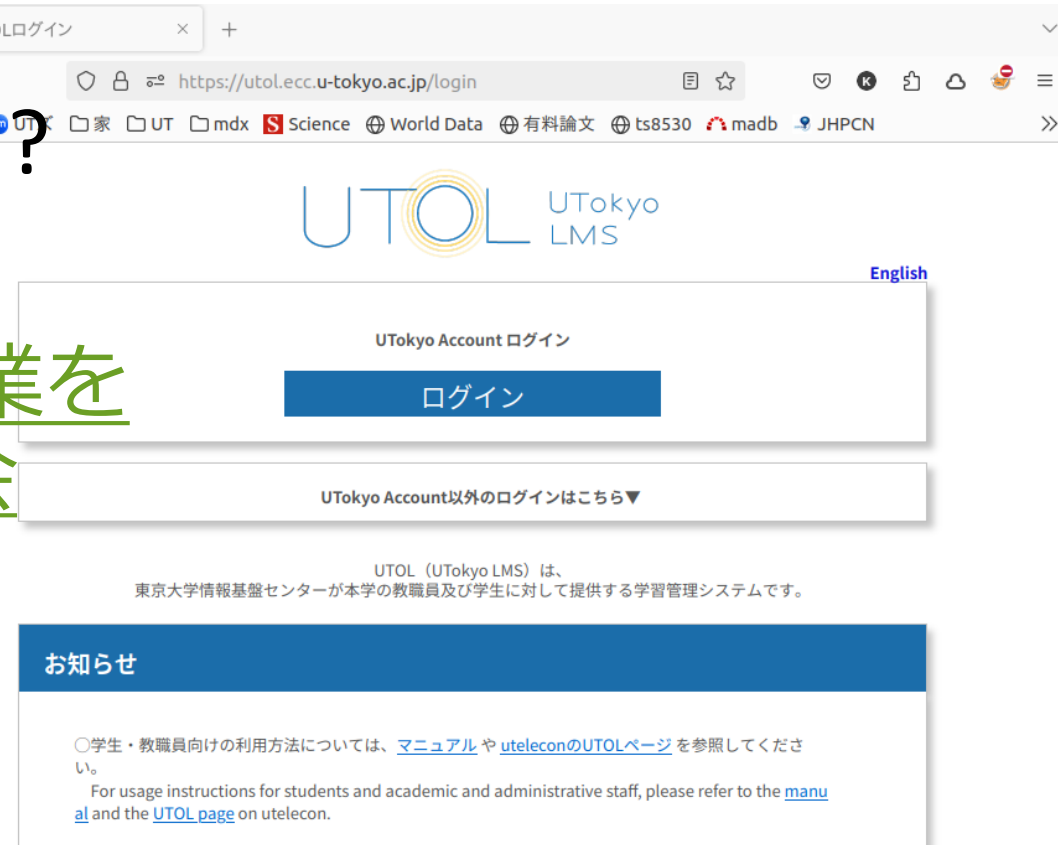 Lログイン
https://utol.ecc.u-tokyo.ac.jp/login
家 UT mdx Science World Data 有料論文 ts8530 madb JHPCN
?
UTOL UTokyo LMS
English
UTokyo Account ログイン
業を
ログイン
UTokyo Account以外のログインはこちら▼
UTOL（UTokyo LMS）は、
東京大学情報基盤センターが本学の教職員及び学生に対して提供する学習管理システムです。
お知らせ
○学生・教職員向けの利用方法については、マニュアル や uteleconのUTOLページ を参照してくださ
い。
For usage instructions for students and academic and administrative staff, please refer to the manu
al and the UTOL page on utelecon.